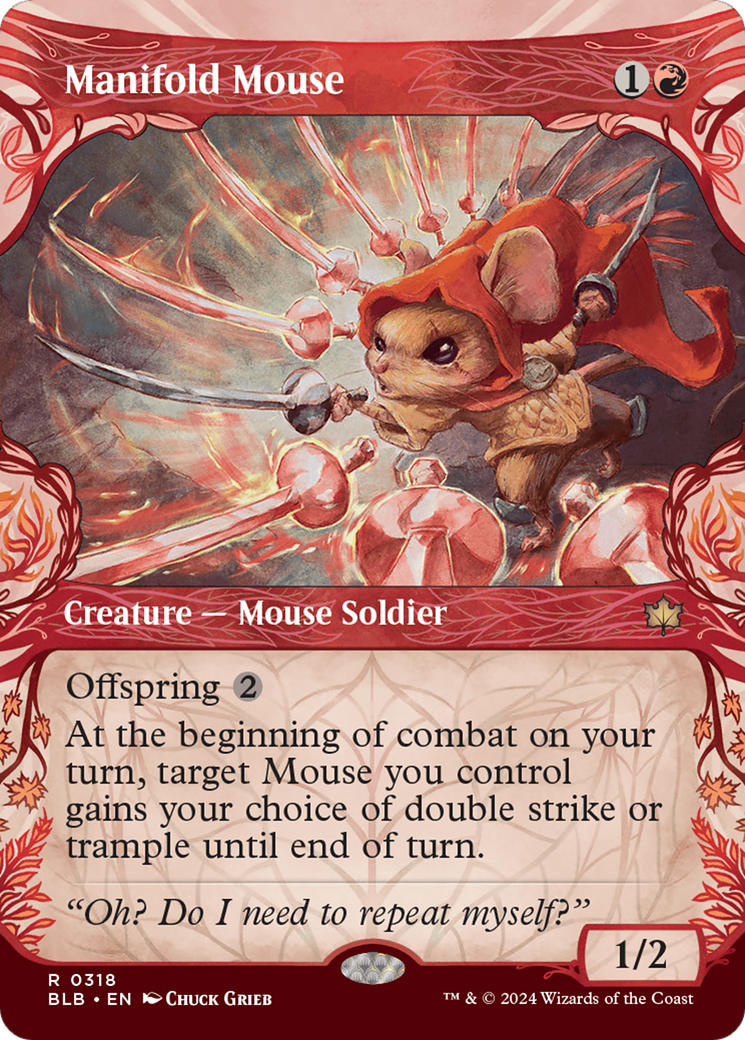 Manifold Mouse 1
Creature — Mouse Soldier
Offspring 2
At the beginning of combat on your
turn, target Mouse you control
gains your choice of double strike or
trample until end of turn.
“Oh? Do I need to repeat myself?”
1/2
R 0318
BLB • EN Chuck Grieb
™ & © 2024 Wizards of the Coast